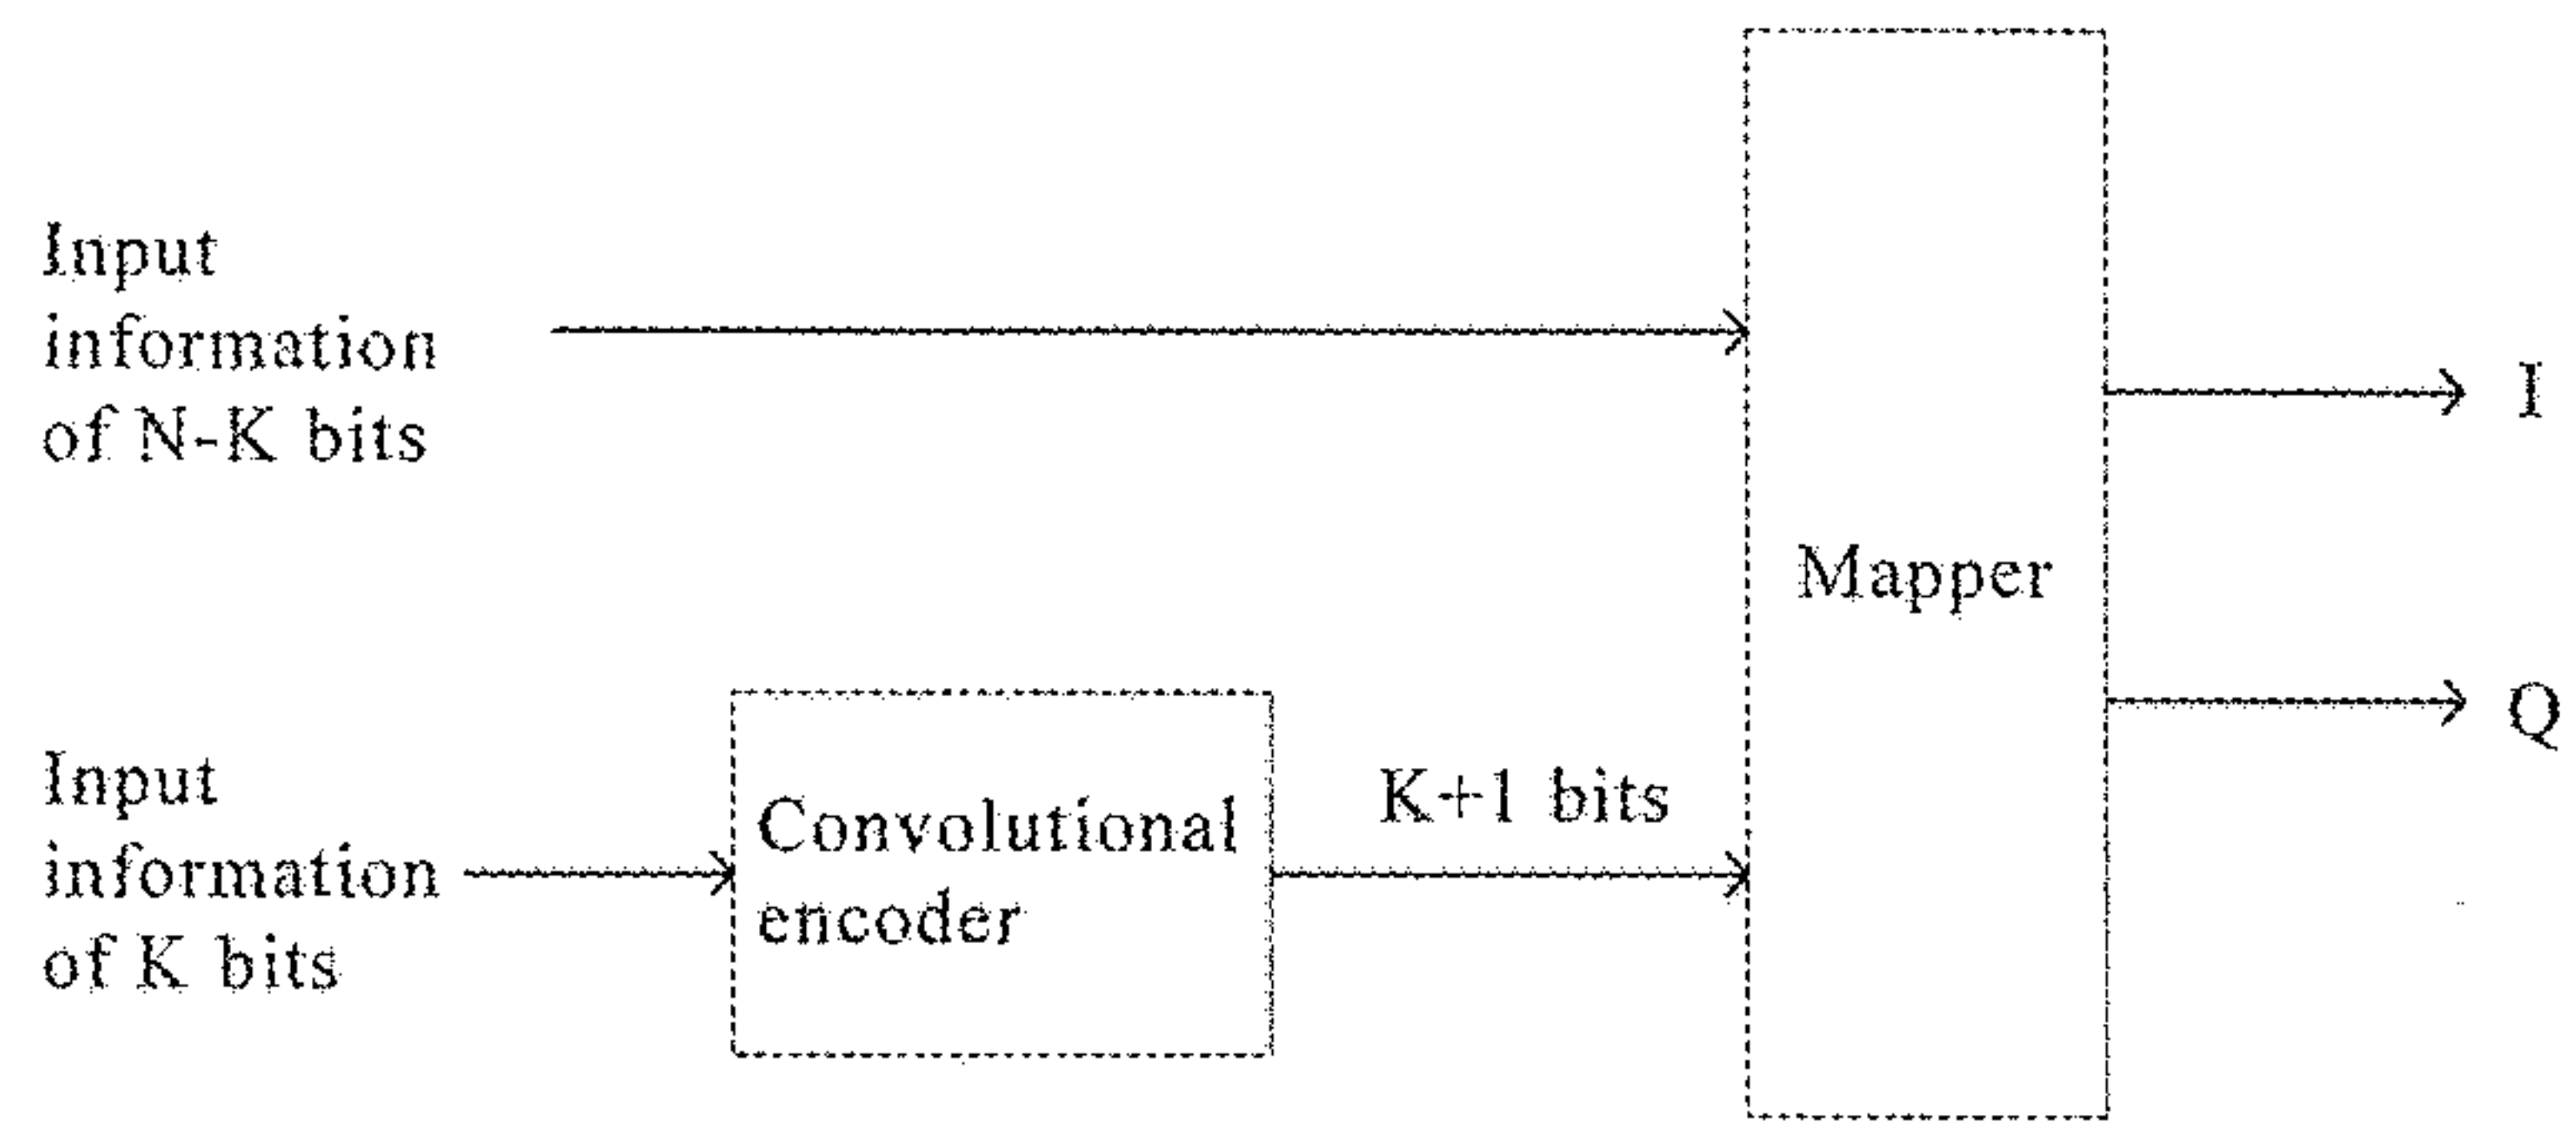 Input
information
of N-K bits
I
Mapper
Q
Input
information
of K bits
Convolutional
encoder
K+1 bits